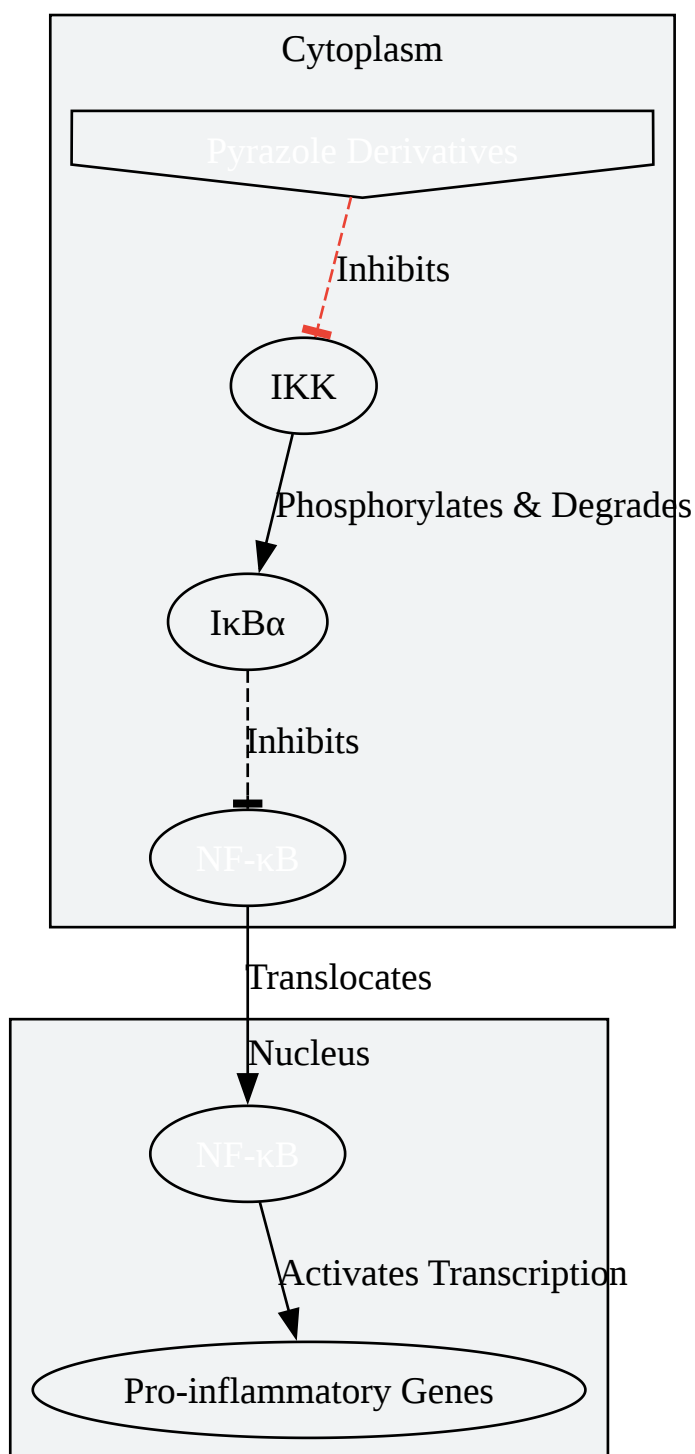 Cytoplasm
Pyrazole Derivatives
Inhibits
IKK
Phosphorylates & Degrades
IκBα
Inhibits
NF-κB
Translocates
Nucleus
NF-κB
Activates Transcription
Pro-inflammatory Genes